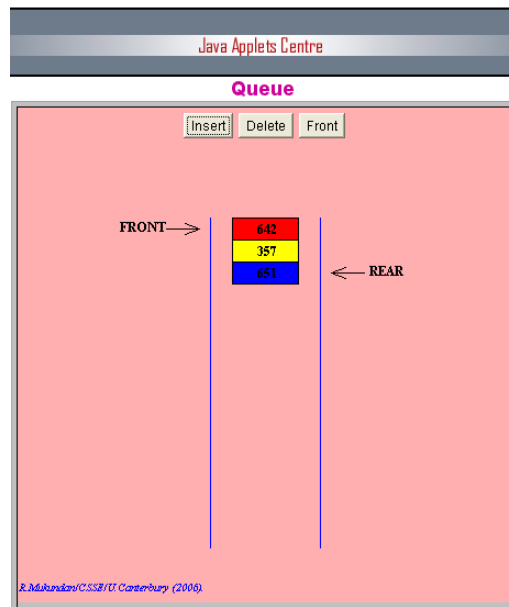 Java Applets Centre
Queue
Insert Delete Front
FRONT 642
357
651 REAR
R.Mukundan/CSSE/U.Canterbury (2006).